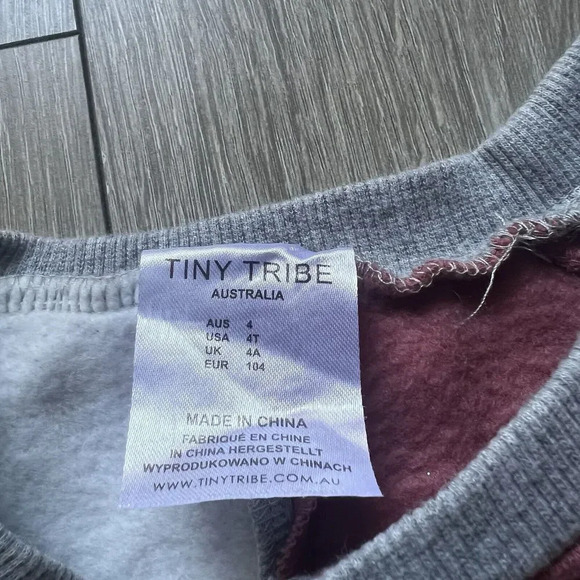 TINY TRIBE
AUSTRALIA
AUS 4
USA 4T
UK 4A
EUR 104
MADE IN CHINA
FABRIQUÉ EN CHINE
IN CHINA HERGESTELLT
WYPRODUKOWANO W CHINACH
WWW.TINYTRIBE.COM.AU